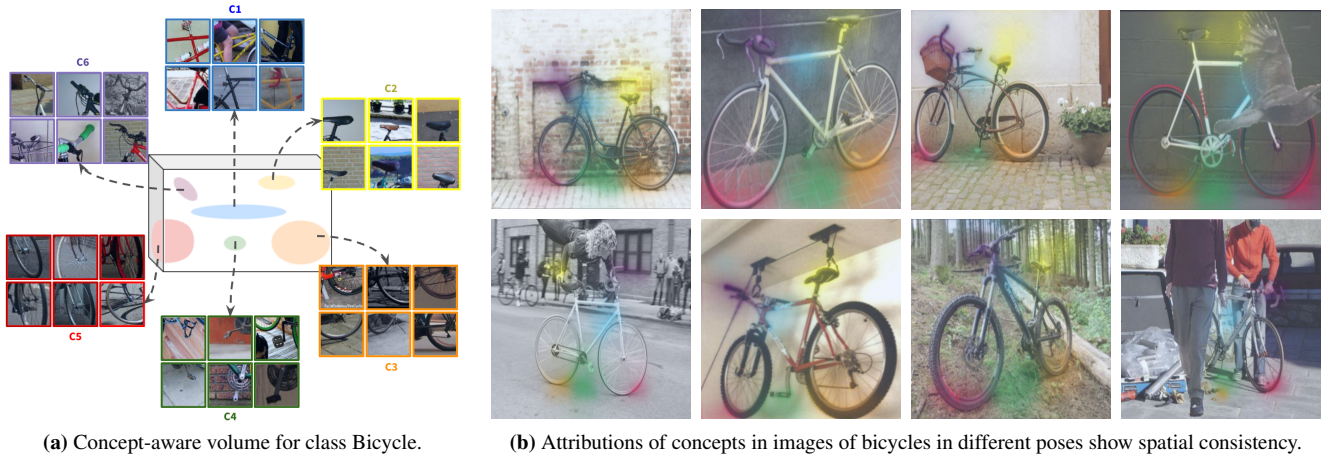 C1
C6
C2
C5
C3
C4
(a) Concept-aware volume for class Bicycle.
(b) Attributions of concepts in images of bicycles in different poses show spatial consistency.